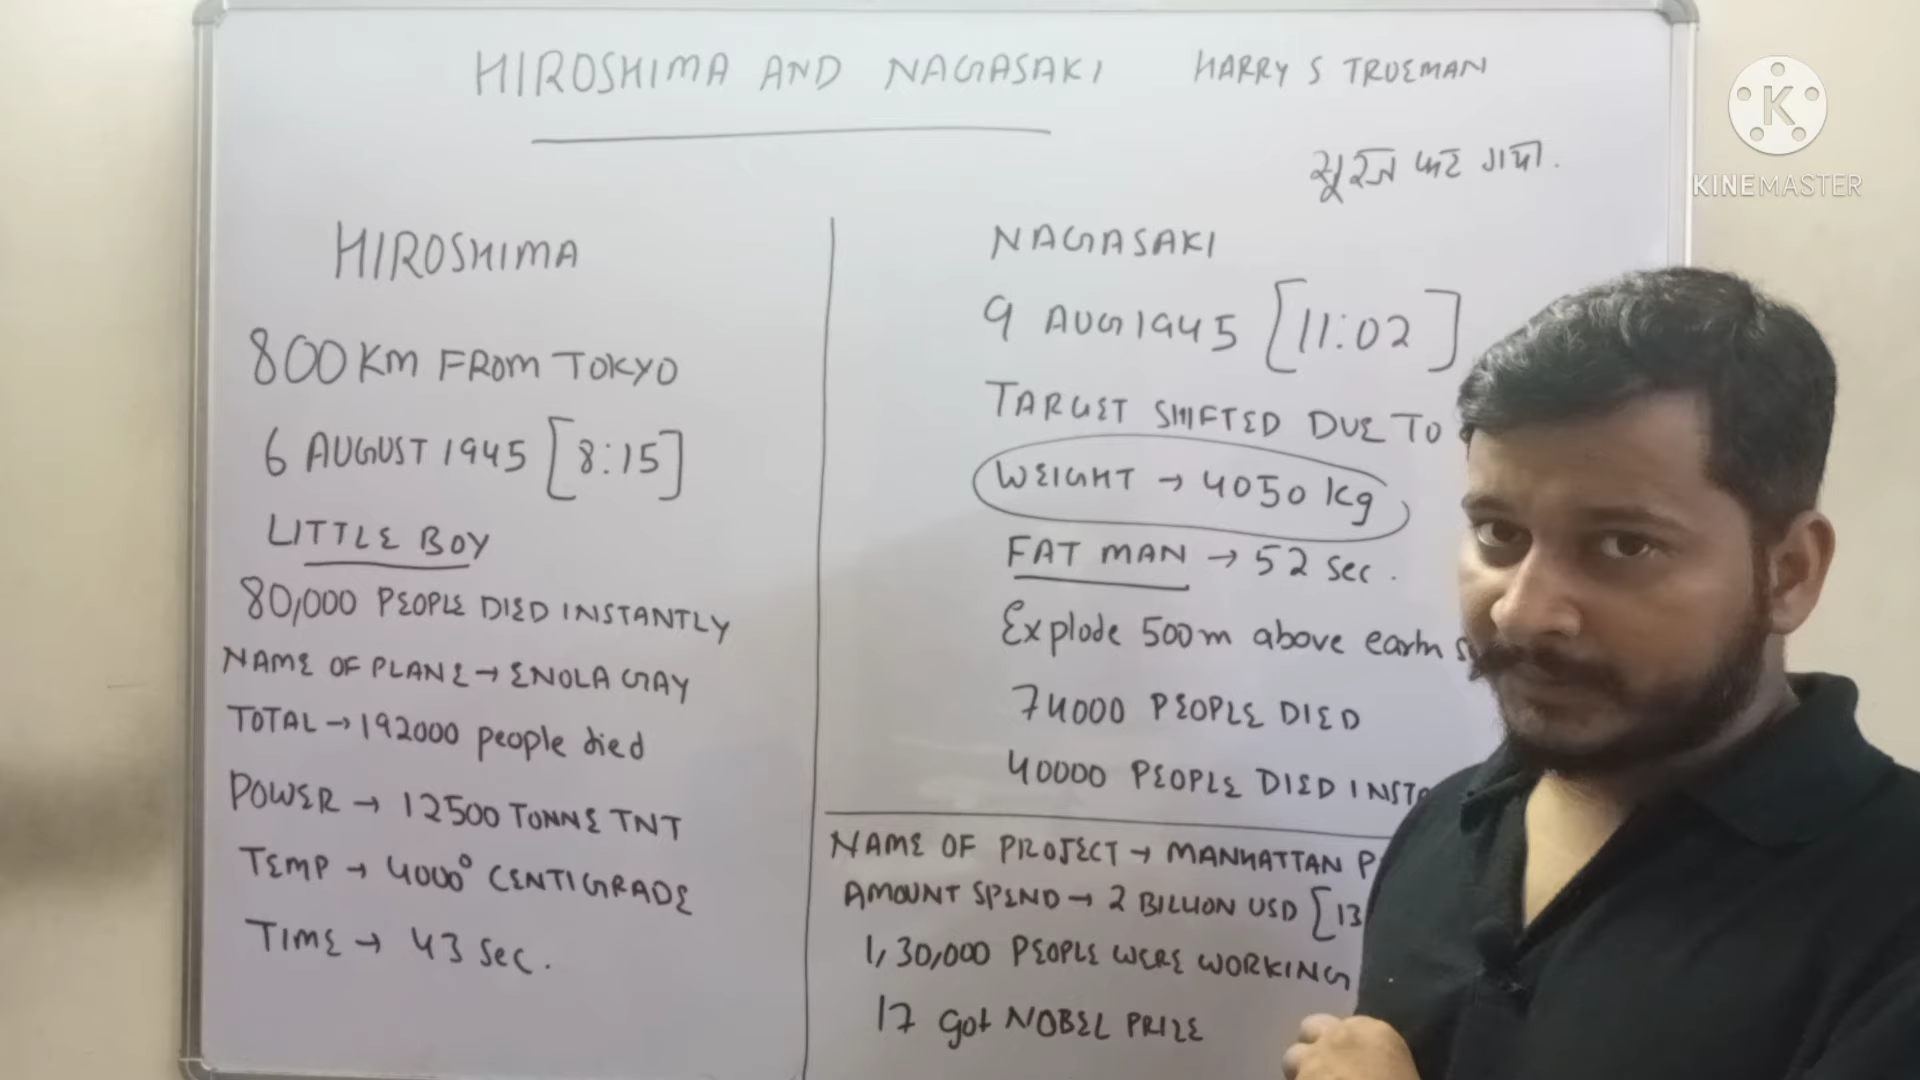 HIROSHIMA AND NAGASAKI HARRY S TRUEMAN
सूरज फट गया.
KINEMASTER
HIROSHIMA
800 KM FROM TOKYO
6 AUGUST 1945 [8:15]
LITTLE BOY
80,000 PEOPLE DIED INSTANTLY
NAME OF PLANE → ENOLA GAY
TOTAL → 192000 people died
POWER → 12500 TONNE TNT
TEMP → 4000° CENTIGRADE
TIME → 43 sec.
NAGASAKI
9 AUG 1945 [11:02]
TARGET SHIFTED DUE TO
WEIGHT → 4050 kg
FAT MAN → 52 sec.
Explode 500m above earth
74000 PEOPLE DIED
40000 PEOPLE DIED INSTA
NAME OF PROJECT → MANHATTAN P
AMOUNT SPEND → 2 BILLION USD [13
1,30,000 PEOPLE WERE WORKING
17 got NOBEL PRIZE